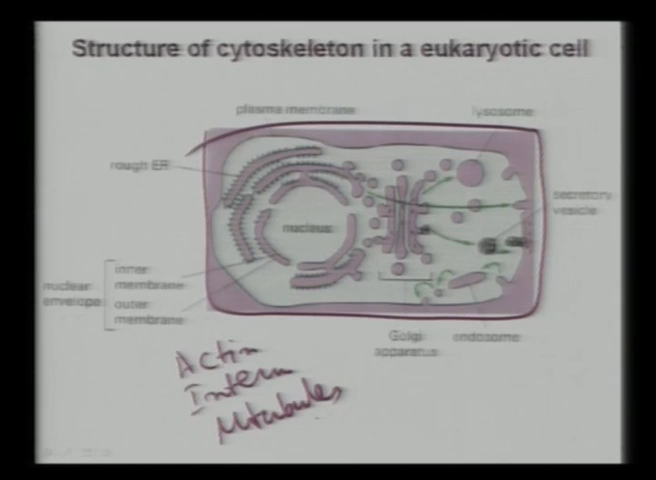 Structure of cytoskeleton in a eukaryotic cell
plasma membrane
lysosome
rough ER
secretory
vesicle
nucleus
inner
membrane
nuclear
envelope
outer
membrane
Golgi
apparatus
endosome
Actin
Interm
Mtubules